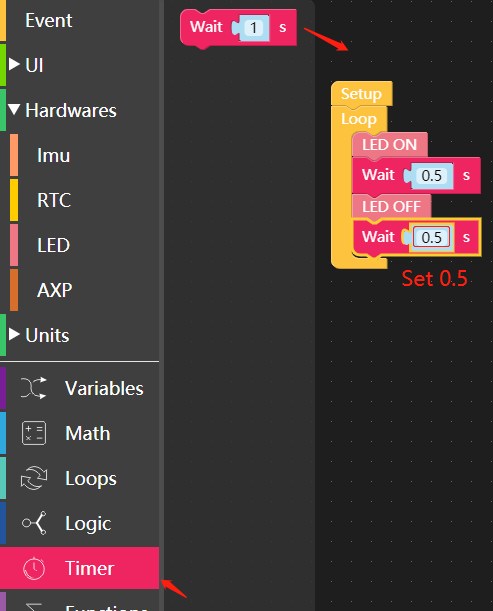 Event
UI
Hardwares
Imu
RTC
LED
AXP
Units
Variables
Math
Loops
Logic
Timer
Functions
Wait 1 s
Setup
Loop
LED ON
Wait 0.5 s
LED OFF
Wait 0.5 s
Set 0.5